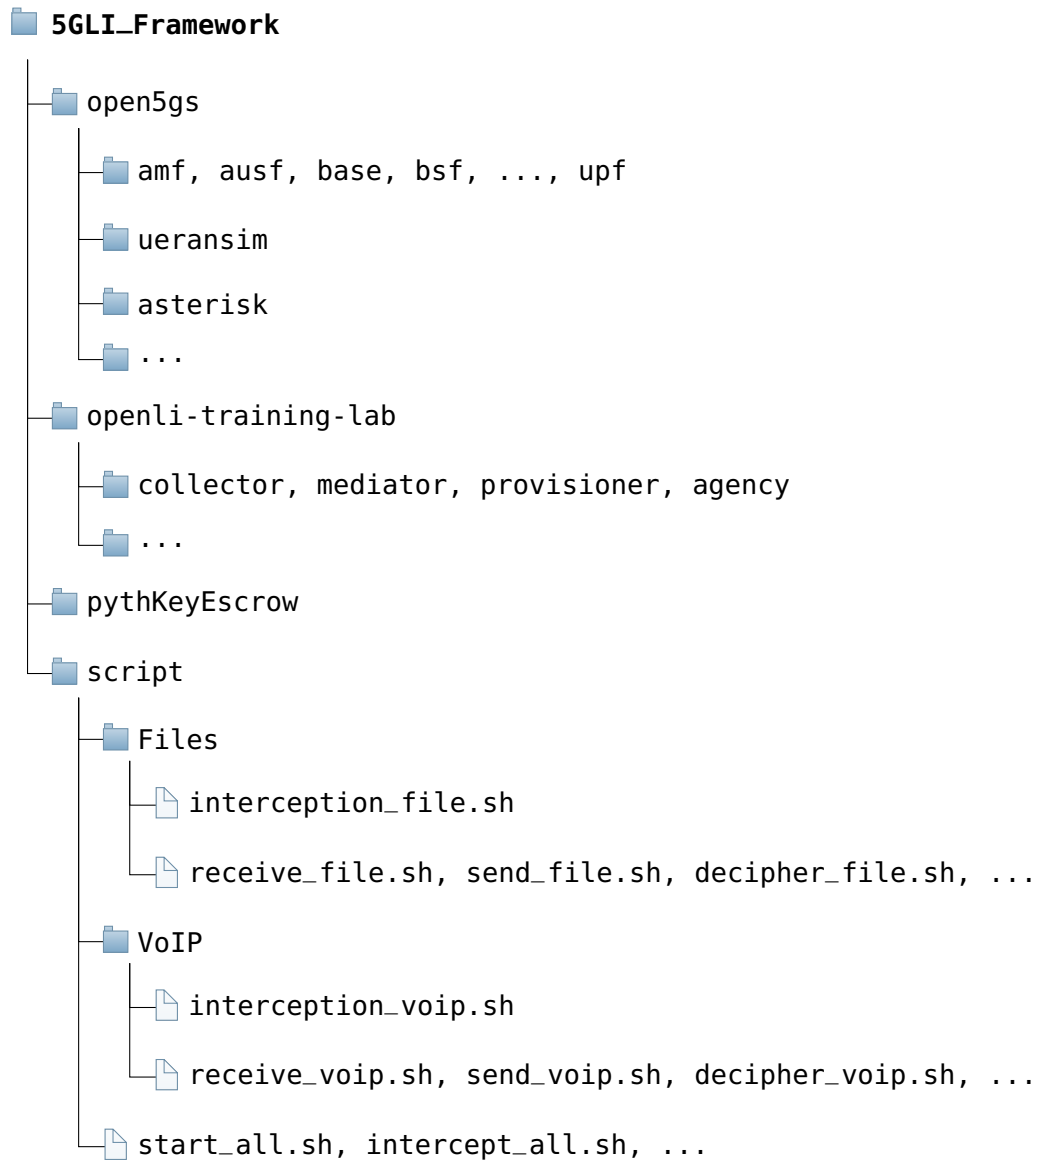 5GLI_Framework
open5gs
amf, ausf, base, bsf, ..., upf
ueransim
asterisk
...
openli-training-lab
collector, mediator, provisioner, agency
...
pythKeyEscrow
script
Files
interception_file.sh
receive_file.sh, send_file.sh, decipher_file.sh, ...
VoIP
interception_voip.sh
receive_voip.sh, send_voip.sh, decipher_voip.sh, ...
start_all.sh, intercept_all.sh, ...